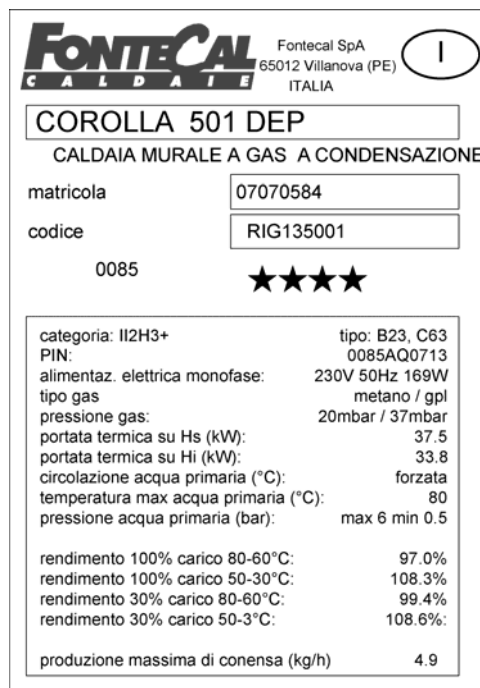 FONTECAL
CALDAIE
Fontecal SpA
65012 Villanova (PE)
ITALIA
I
COROLLA 501 DEP
CALDAIA MURALE A GAS A CONDENSAZIONE
matricola 07070584
codice RIG135001
0085 ★★★★
categoria: II2H3+ tipo: B23, C63
PIN: 0085AQ0713
alimentaz. elettrica monofase: 230V 50Hz 169W
tipo gas metano / gpl
pressione gas: 20mbar / 37mbar
portata termica su Hs (kW): 37.5
portata termica su Hi (kW): 33.8
circolazione acqua primaria (°C): forzata
temperatura max acqua primaria (°C): 80
pressione acqua primaria (bar): max 6 min 0.5
rendimento 100% carico 80-60°C: 97.0%
rendimento 100% carico 50-30°C: 108.3%
rendimento 30% carico 80-60°C: 99.4%
rendimento 30% carico 50-3°C: 108.6%:
produzione massima di conensa (kg/h) 4.9